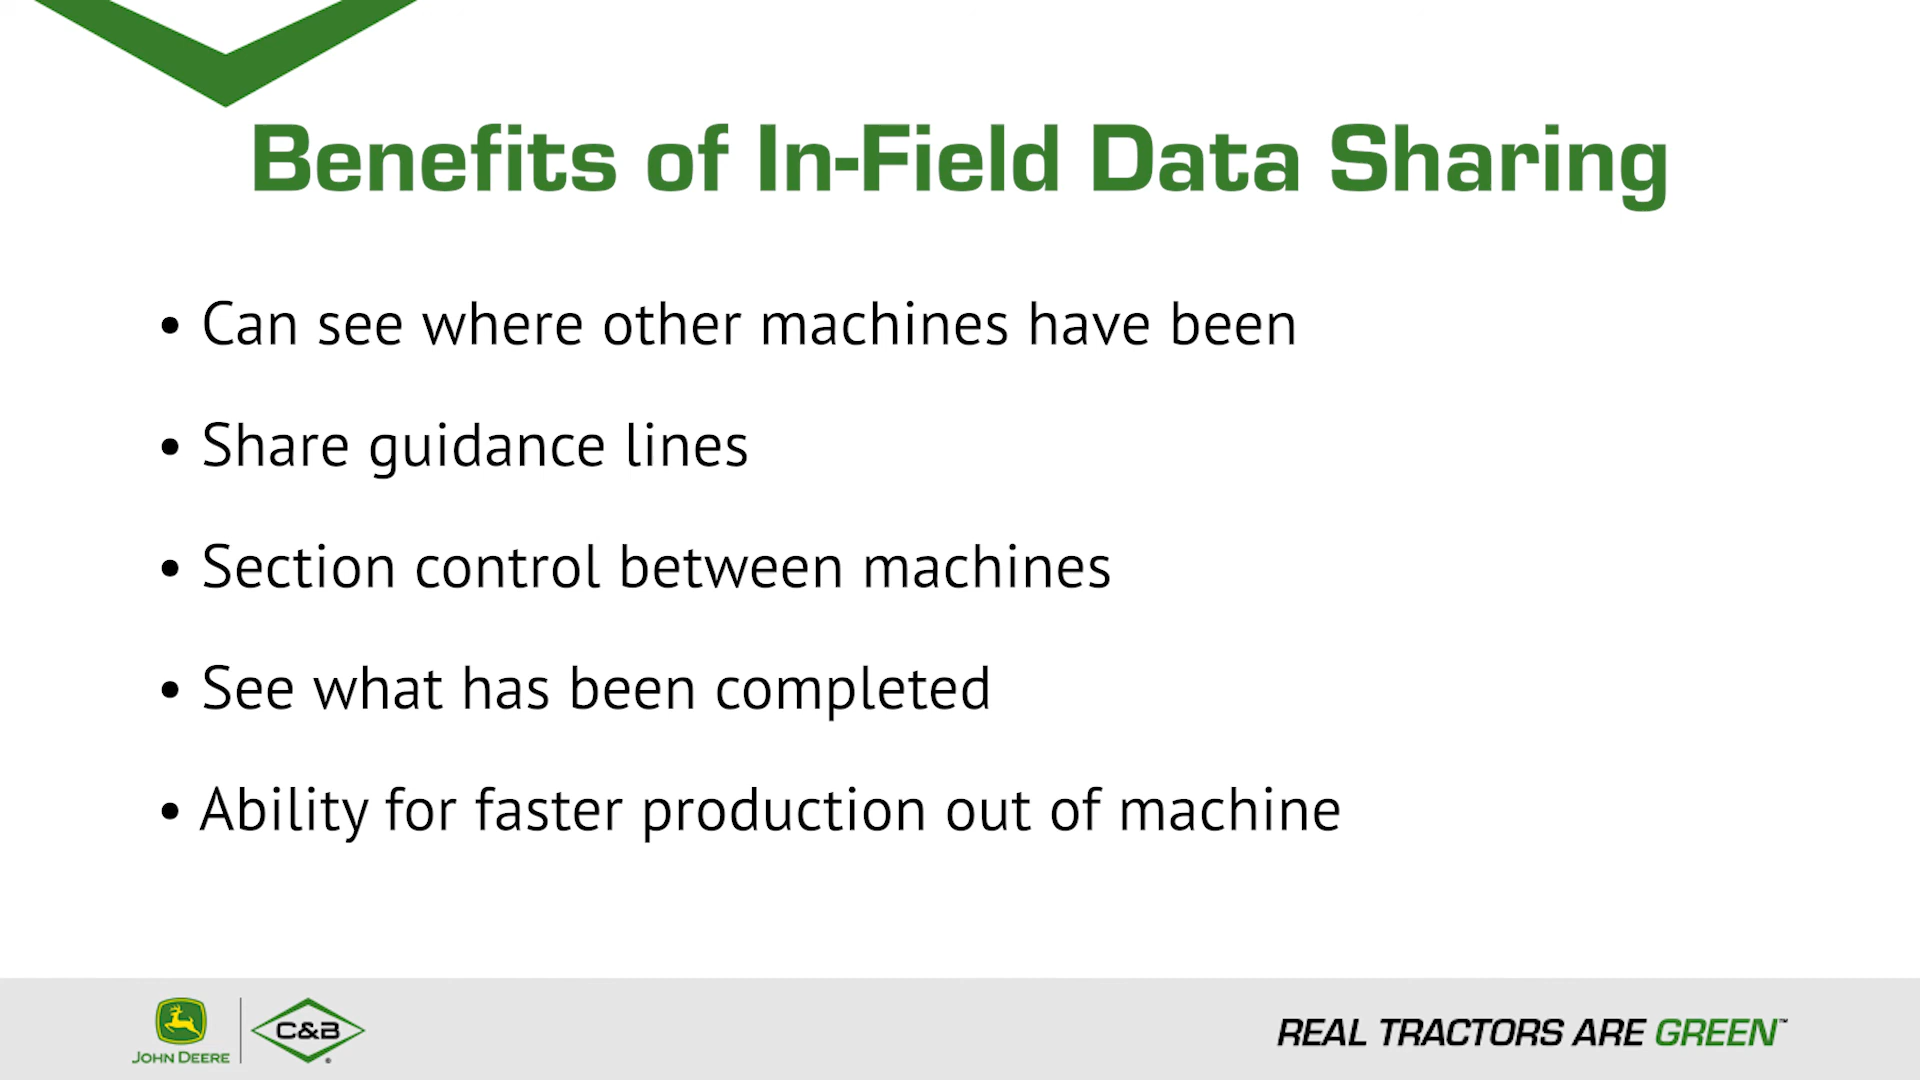 Benefits of In-Field Data Sharing
• Can see where other machines have been
• Share guidance lines
• Section control between machines
• See what has been completed
• Ability for faster production out of machine
JOHN DEERE
C&B®
REAL TRACTORS ARE GREEN™